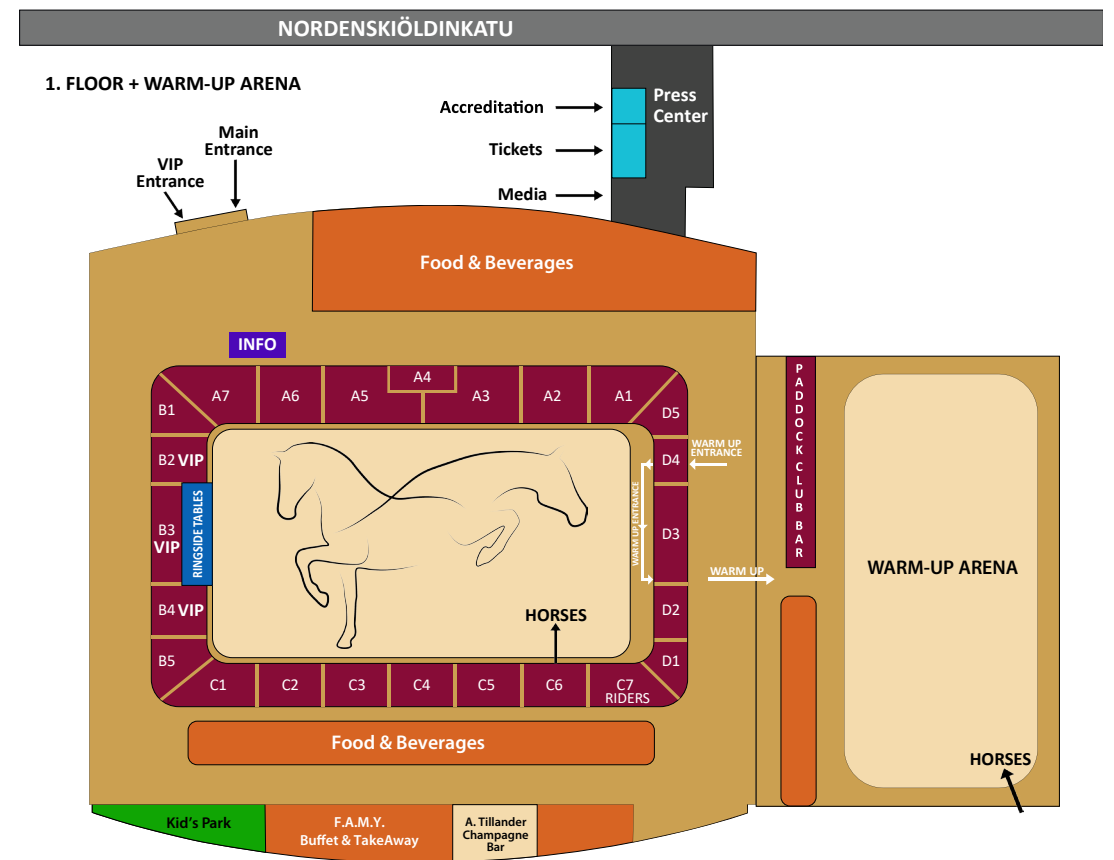 NORDENSKIÖLDINKATU
1. FLOOR + WARM-UP ARENA
Accreditation
Press
Center
Main
Entrance
Tickets
VIP
Entrance
Media
Food & Beverages
INFO
A4
A7
A6
A5
A3
A2
A1
B1
D5
B2 VIP
D4
WARM UP
ENTRANCE
PADDOCK CLUB BAR
RINGSIDE TABLES
WARM UP ENTRANCE
B3
VIP
D3
WARM UP
WARM-UP ARENA
B4 VIP
HORSES
D2
B5
D1
C1
C2
C3
C4
C5
C6
C7
RIDERS
Food & Beverages
HORSES
Kid's Park
F.A.M.Y.
Buffet & TakeAway
A. Tillander
Champagne
Bar